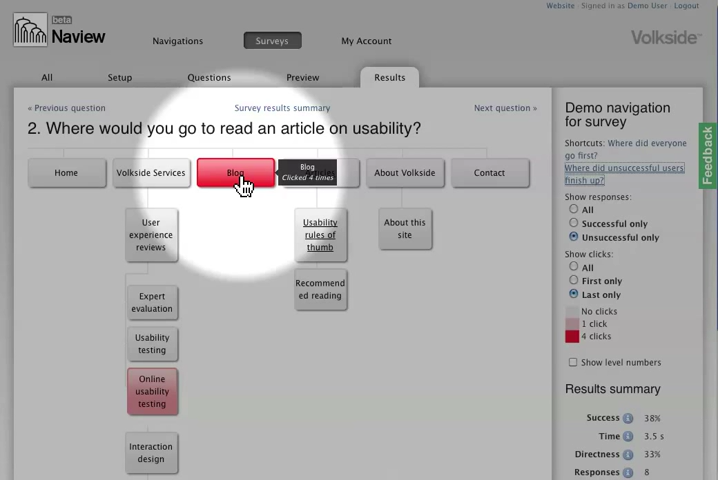 Website · Signed in as Demo User · Logout
beta
Naview
Navigations
Surveys
My Account
Volkside™
All
Setup
Questions
Preview
Results
« Previous question
Survey results summary
Next question »
2. Where would you go to read an article on usability?
Home
Volkside Services
Blog
Blog
Clicked 4 times
About Volkside
Contact
User
experience
reviews
Usability
rules of
thumb
About this
site
Expert
evaluation
Recommend
ed reading
Usability
testing
Online
usability
testing
Interaction
design
Demo navigation
for survey
Shortcuts: Where did everyone
go first?
Where did unsuccessful users
finish up?
Show responses:
All
Successful only
Unsuccessful only
Show clicks:
All
First only
Last only
No clicks
1 click
4 clicks
Show level numbers
Results summary
Success i 38%
Time i 3.5 s
Directness i 33%
Responses i 8
Feedback